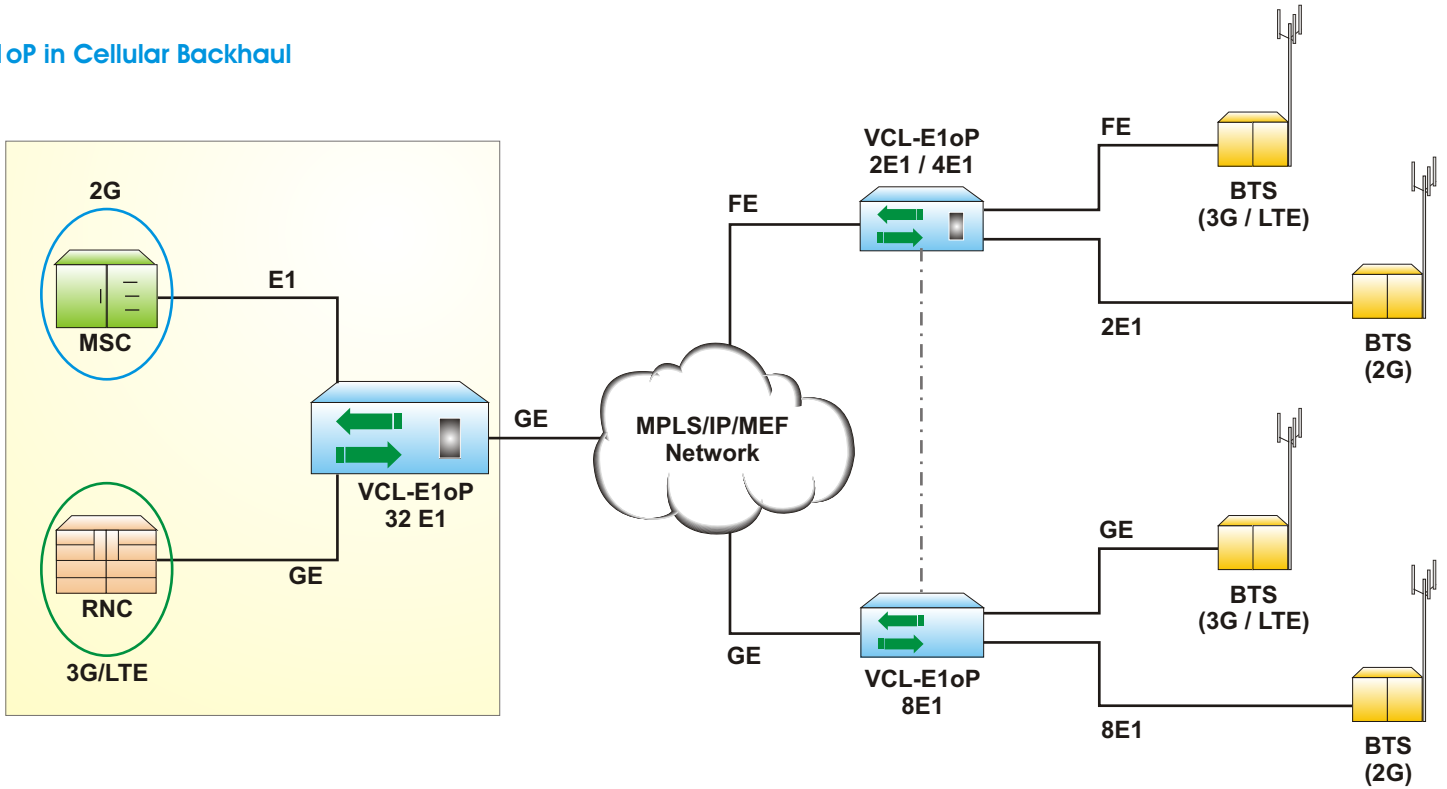 1oP in Cellular Backhaul
2G
MSC
E1
VCL-E1oP
32 E1
RNC
3G/LTE
GE
GE
MPLS/IP/MEF
Network
FE
VCL-E1oP
2E1 / 4E1
FE
BTS
(3G / LTE)
2E1
BTS
(2G)
GE
VCL-E1oP
8E1
GE
BTS
(3G / LTE)
8E1
BTS
(2G)